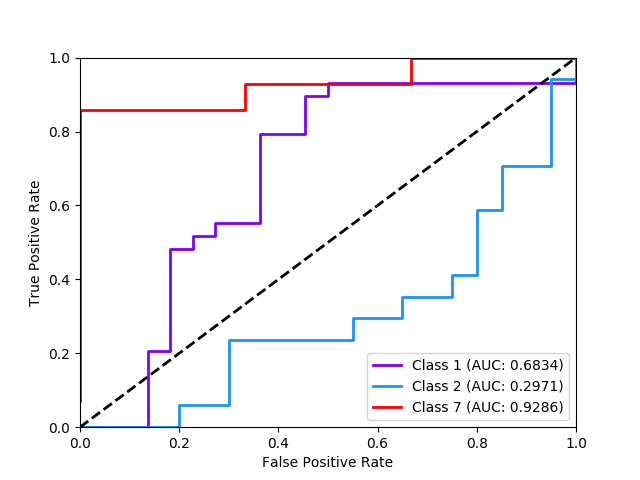 1.0
0.8
0.6
0.4
0.2
0.0
True Positive Rate
Class 1 (AUC: 0.6834)
Class 2 (AUC: 0.2971)
Class 7 (AUC: 0.9286)
0.0 0.2 0.4 0.6 0.8 1.0
False Positive Rate